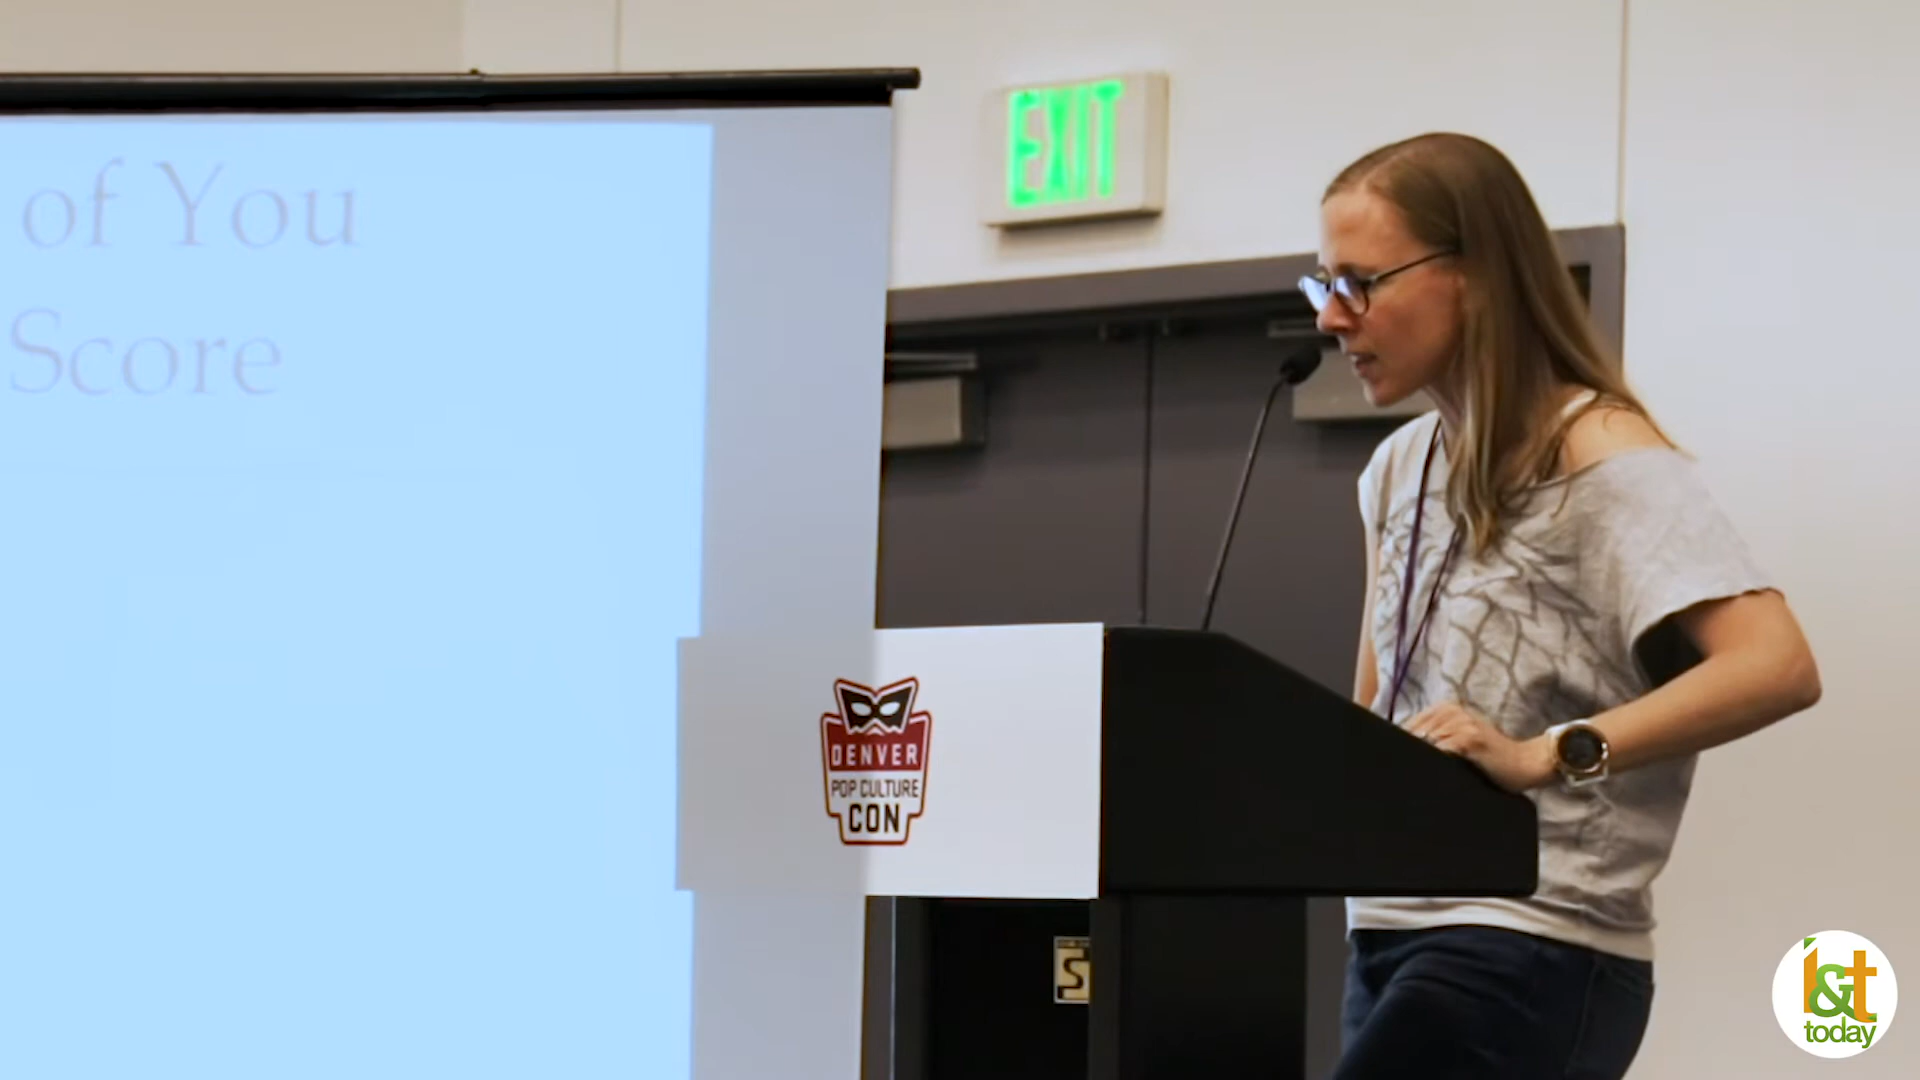 of You
Score
EXIT
DENVER
POP CULTURE
CON
S
i&t
today